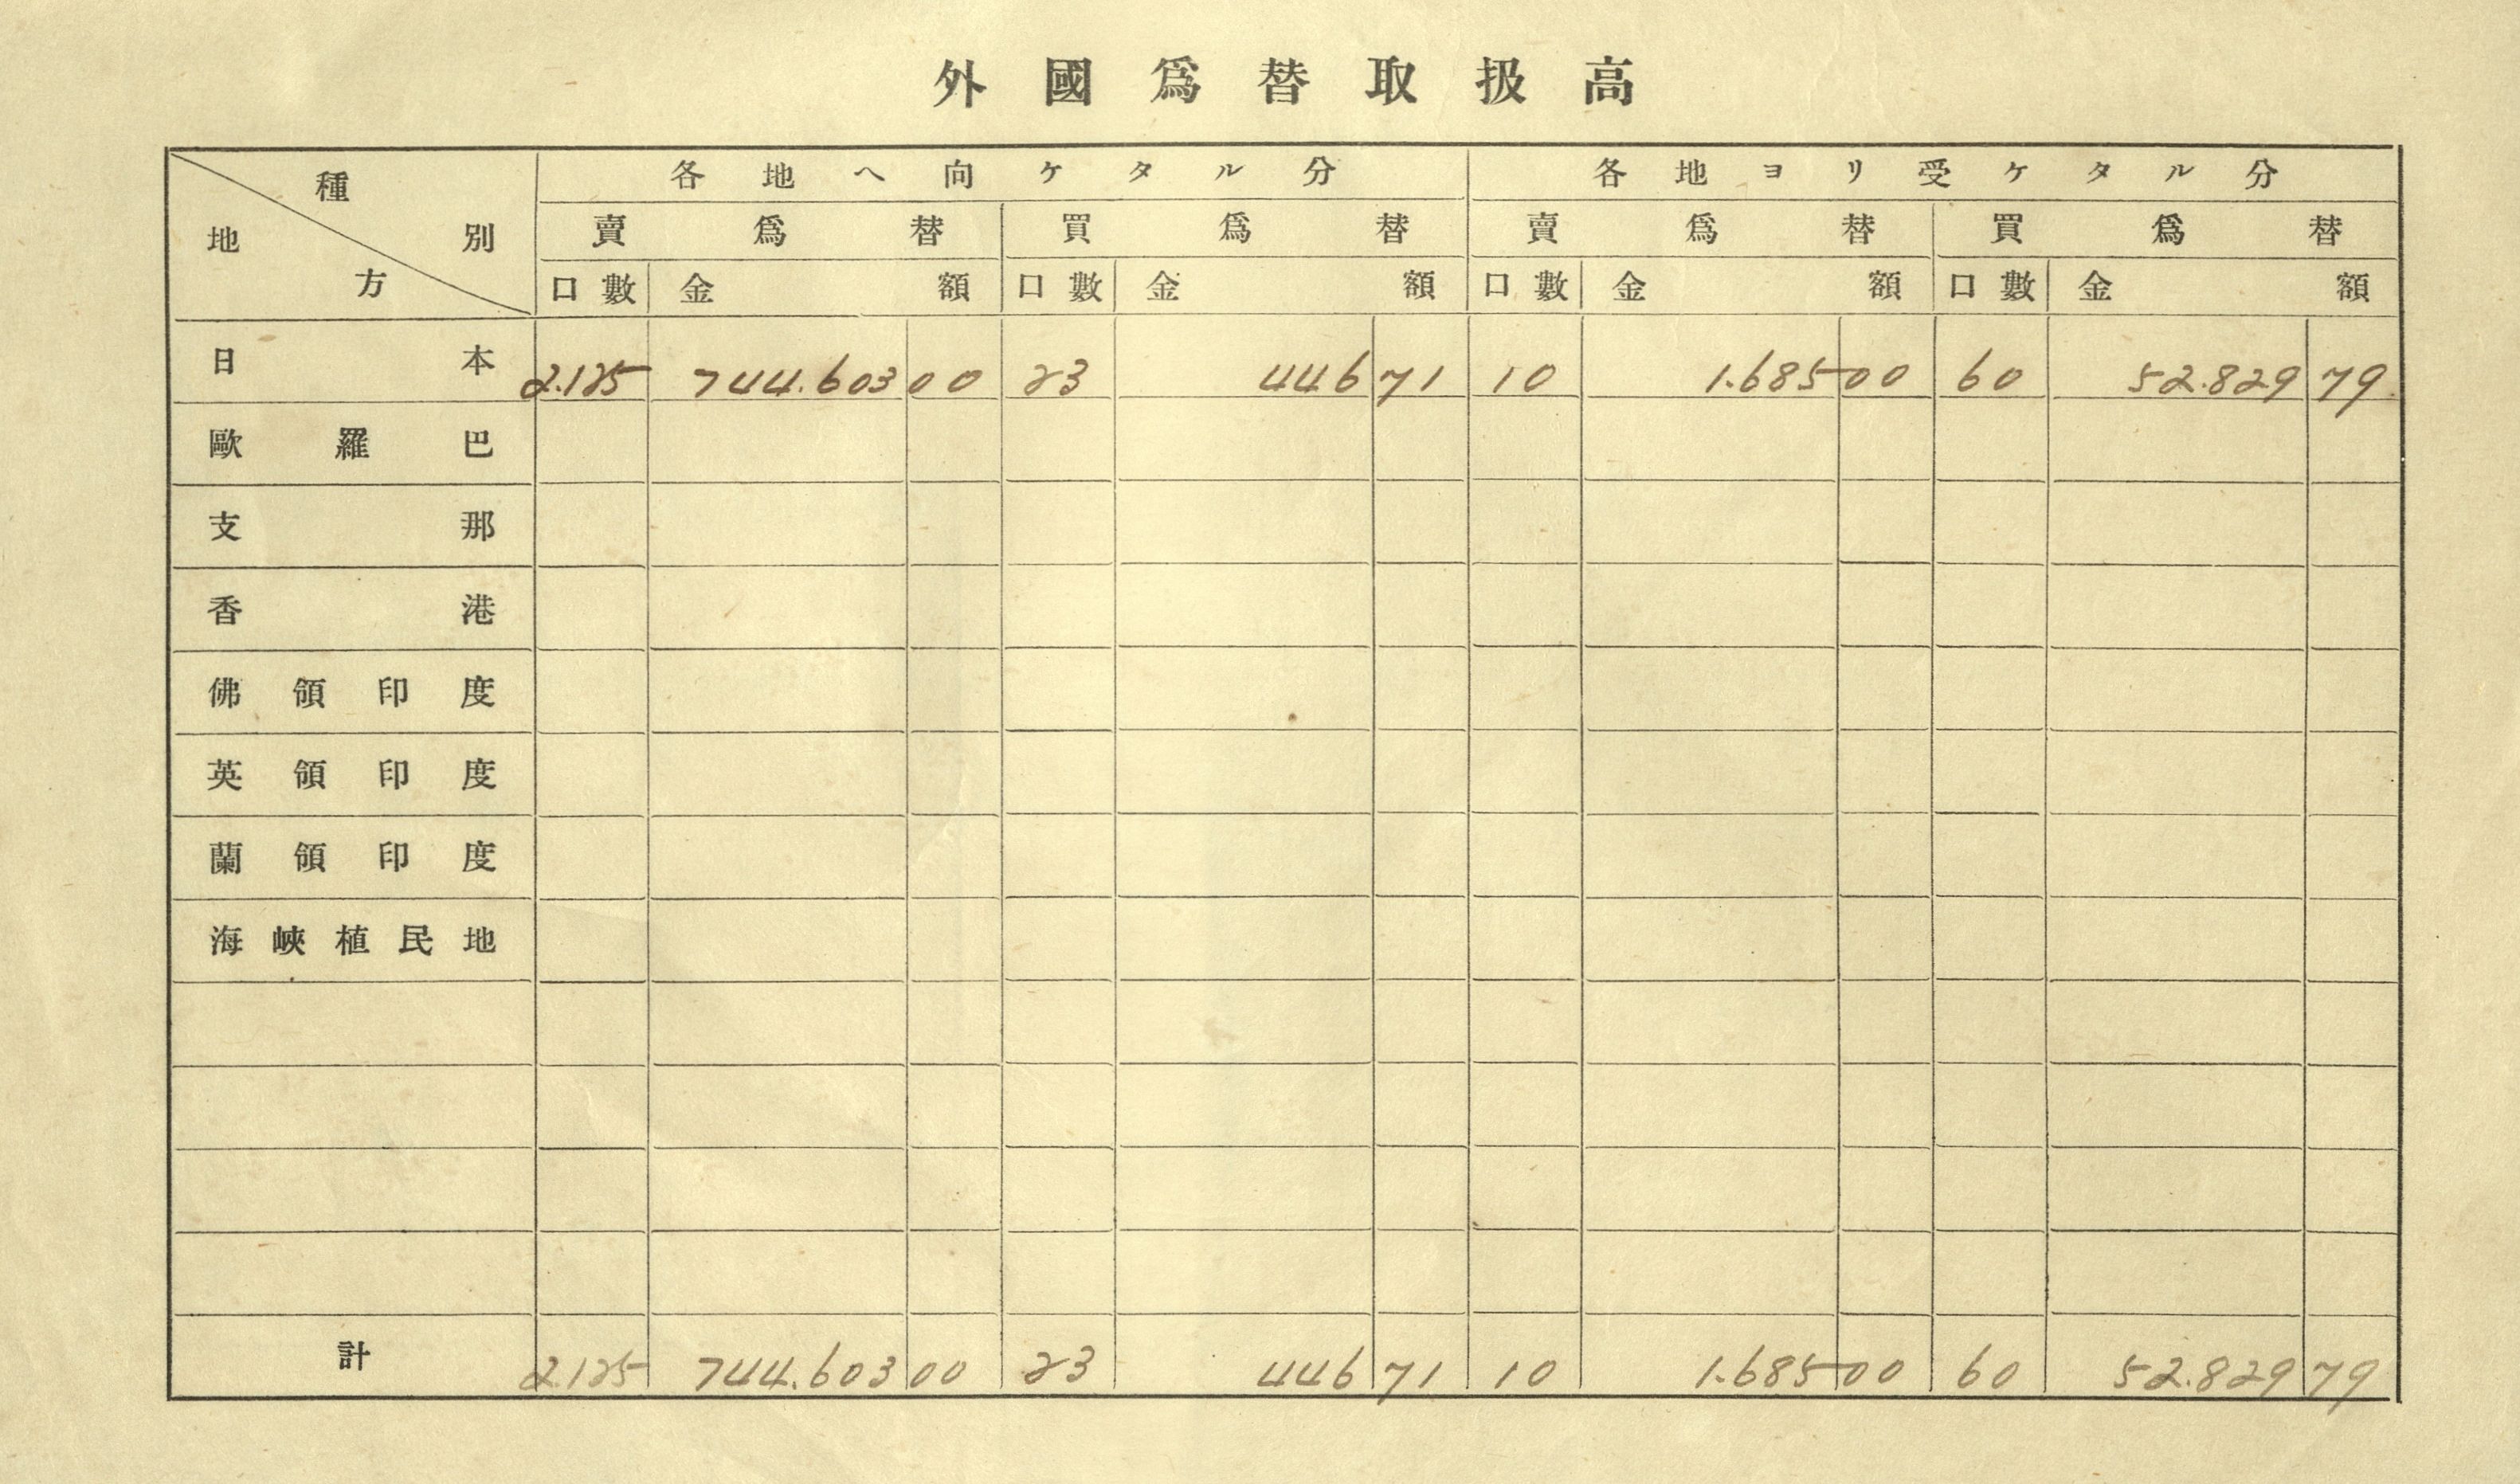 外國爲替取扱高
種別 地方 各地ヘ向ケタル分 各地ヨリ受ケタル分
賣爲替 買爲替 賣爲替 買爲替
口數 金額 口數 金額 口數 金額 口數 金額
日本 2.125 744.603 00 23 446 71 10 1.685 00 60 52.829 79
歐羅巴
支那
香港
佛領印度
英領印度
蘭領印度
海峽植民地
計 2.125 744.603 00 23 446 71 10 1.685 00 60 52.829 79